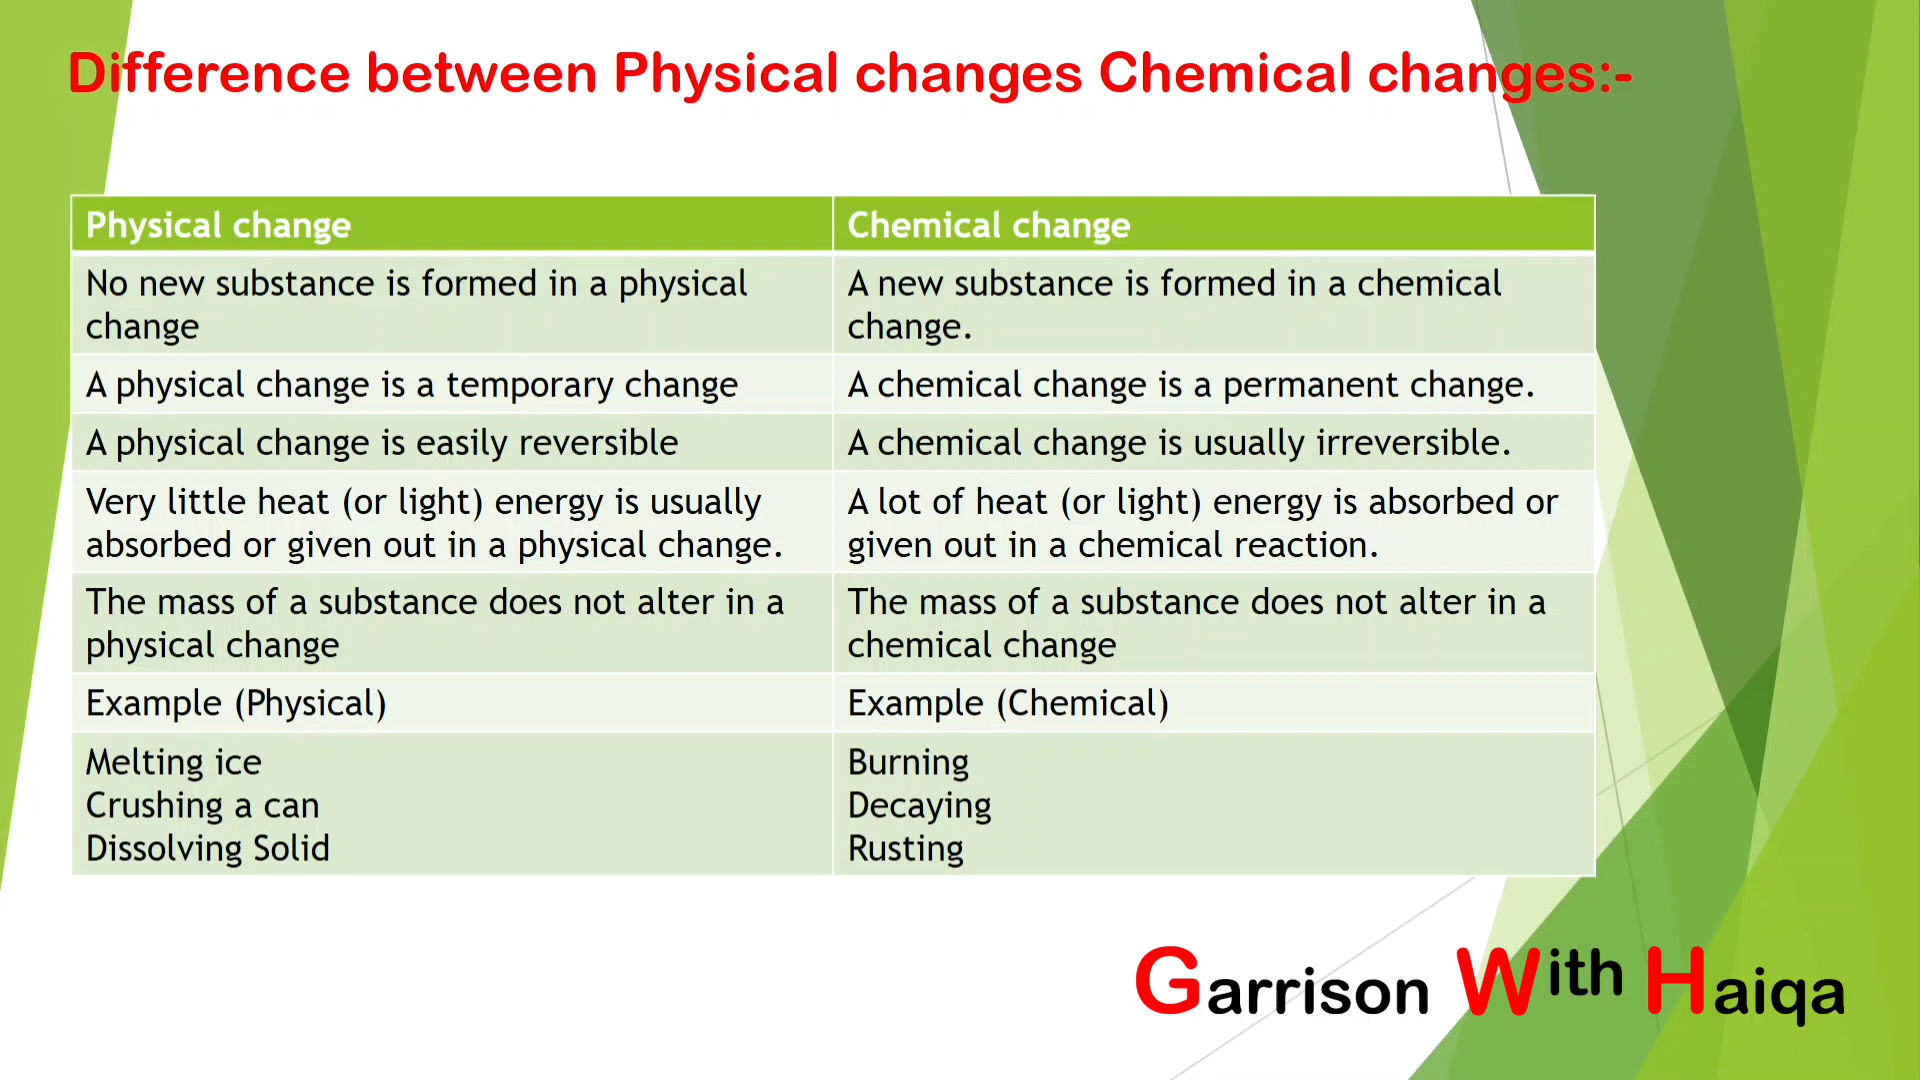 Difference between Physical changes Chemical changes:-
Physical change
Chemical change
No new substance is formed in a physical
change
A new substance is formed in a chemical
change.
A physical change is a temporary change
A chemical change is a permanent change.
A physical change is easily reversible
A chemical change is usually irreversible.
Very little heat (or light) energy is usually
absorbed or given out in a physical change.
A lot of heat (or light) energy is absorbed or
given out in a chemical reaction.
The mass of a substance does not alter in a
physical change
The mass of a substance does not alter in a
chemical change
Example (Physical)
Example (Chemical)
Melting ice
Crushing a can
Dissolving Solid
Burning
Decaying
Rusting
Garrison With Haiqa